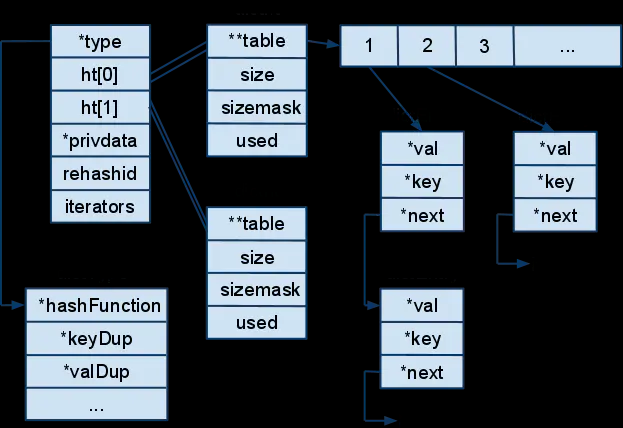 *type
ht[0]
ht[1]
*privdata
rehashid
iterators
**table
size
sizemask
used
1
2
3
...
*val
*key
*next
*val
*key
*next
**table
size
sizemask
used
*val
*key
*next
*hashFunction
*keyDup
*valDup
...